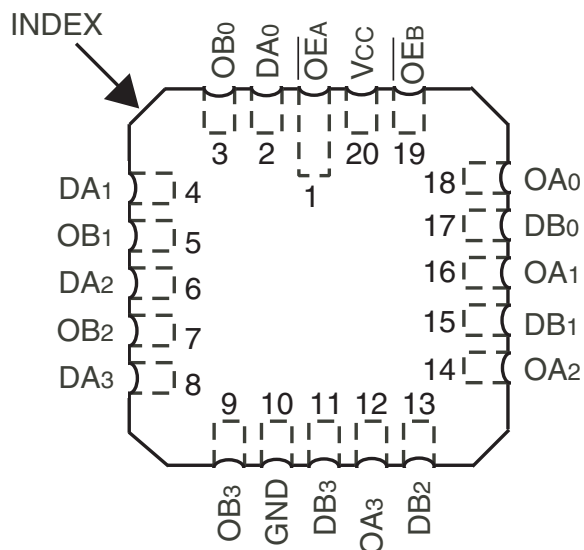 INDEX
OB0 DA0 O̅E̅A VCC O̅E̅B
3 2 1 20 19
DA1 4
OB1 5
DA2 6
OB2 7
DA3 8
18 OA0
17 DB0
16 OA1
15 DB1
14 OA2
9 10 11 12 13
OB3 GND DB3 OA3 DB2